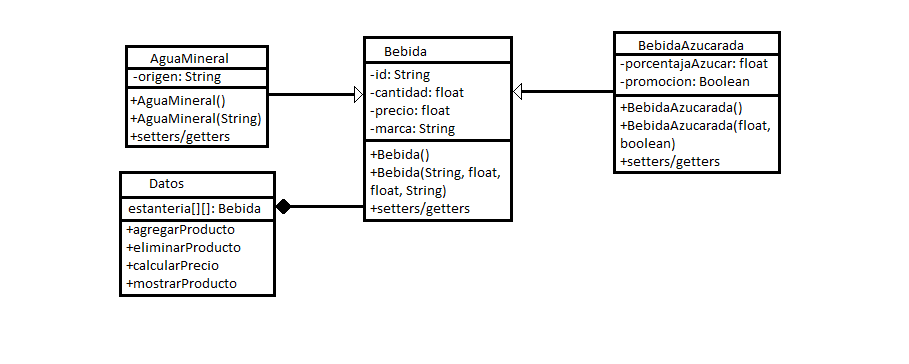 AguaMineral
-origen: String
+AguaMineral()
+AguaMineral(String)
+setters/getters
Bebida
-id: String
-cantidad: float
-precio: float
-marca: String
+Bebida()
+Bebida(String, float,
float, String)
+setters/getters
BebidaAzucarada
-porcentajaAzucar: float
-promocion: Boolean
+BebidaAzucarada()
+BebidaAzucarada(float,
boolean)
+setters/getters
Datos
estanteria[][]: Bebida
+agregarProducto
+eliminarProducto
+calcularPrecio
+mostrarProducto